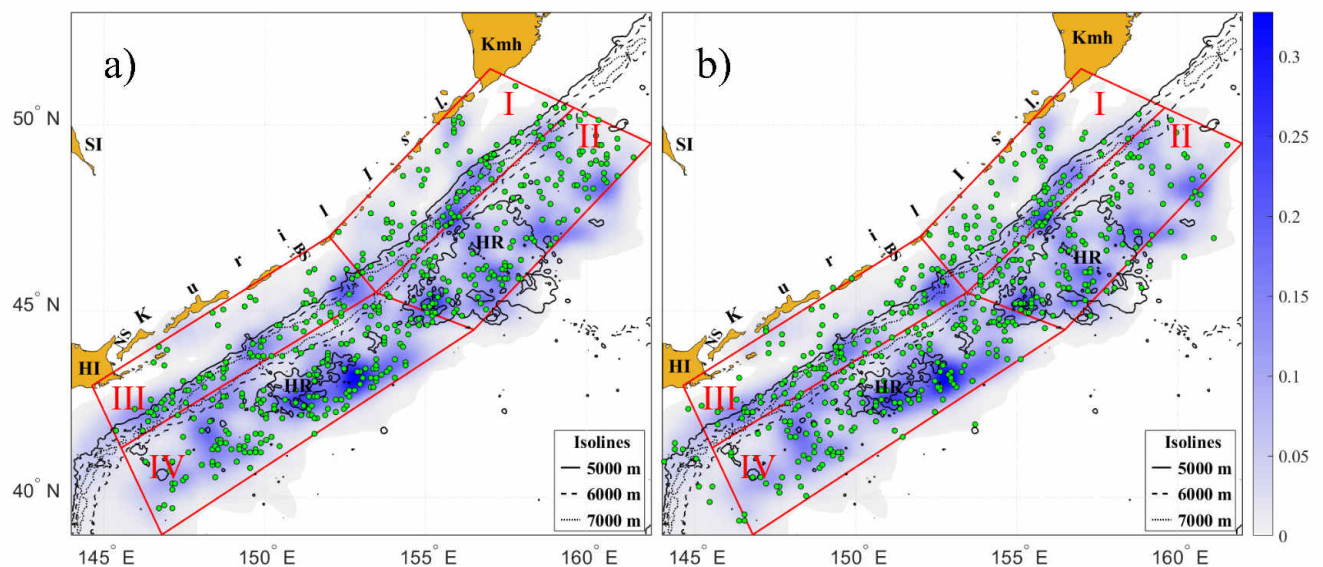 a)
Kmh
I
II
l.
s
I
l
i
r
u
K
BS
NS
SI
HI
HR
HR
III
IV
Isolines
5000 m
6000 m
7000 m
50° N
45° N
40° N
145° E
150° E
155° E
160° E
b)
Kmh
I
II
l.
s
I
l
i
r
u
K
BS
NS
SI
HI
HR
HR
III
IV
Isolines
5000 m
6000 m
7000 m
145° E
150° E
155° E
160° E
0.3
0.25
0.2
0.15
0.1
0.05
0